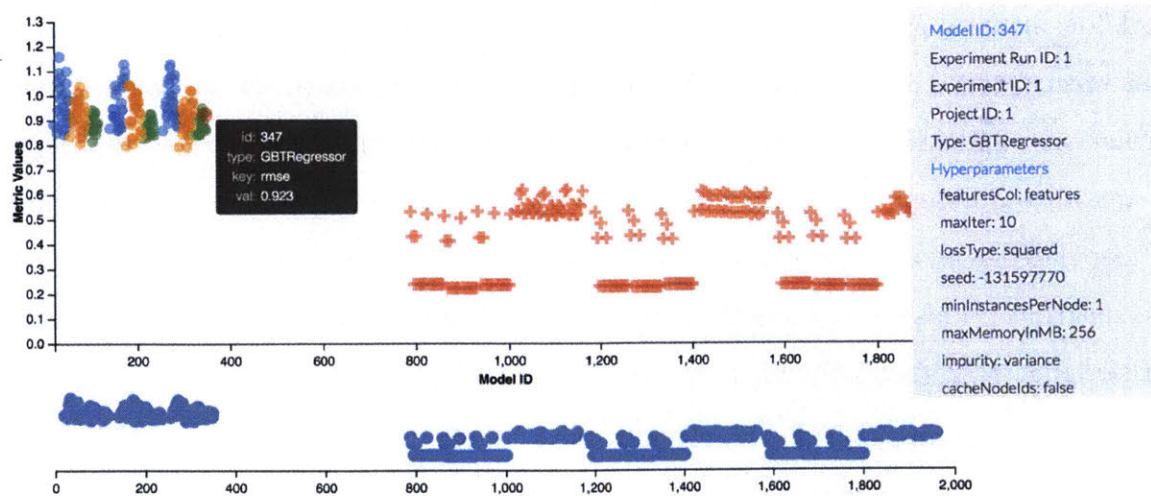 1.3
1.2
1.1
1.0
0.9
0.8
0.7
0.6
0.5
0.4
0.3
0.2
0.1
0.0
Metric Values
200
400
600
800
1,000
1,200
1,400
1,600
1,800
Model ID
id: 347
type: GBTRegressor
key: rmse
val: 0.923
Model ID: 347
Experiment Run ID: 1
Experiment ID: 1
Project ID: 1
Type: GBTRegressor
Hyperparameters
featuresCol: features
maxIter: 10
lossType: squared
seed: -131597770
minInstancesPerNode: 1
maxMemoryInMB: 256
impurity: variance
cacheNodeIds: false
0
200
400
600
800
1,000
1,200
1,400
1,600
1,800
2,000